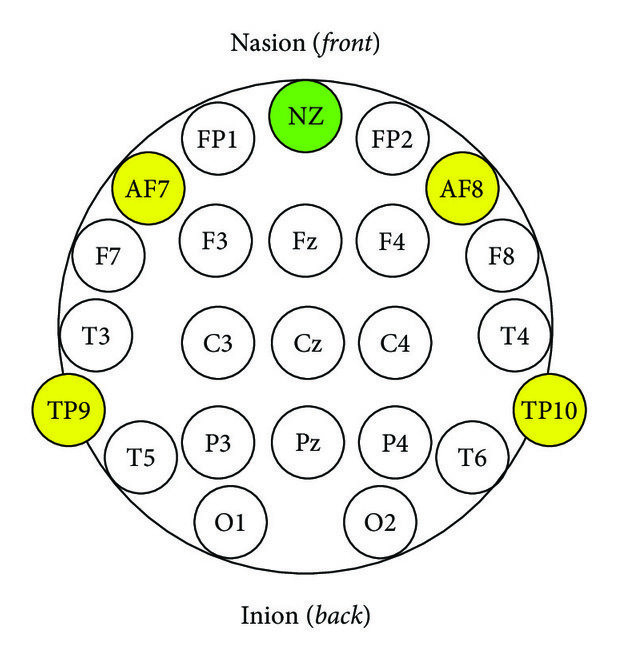 Nasion (front)
NZ
FP1 FP2
AF7 AF8
F7 F3 Fz F4 F8
T3 C3 Cz C4 T4
TP9 TP10
T5 P3 Pz P4 T6
O1 O2
Inion (back)